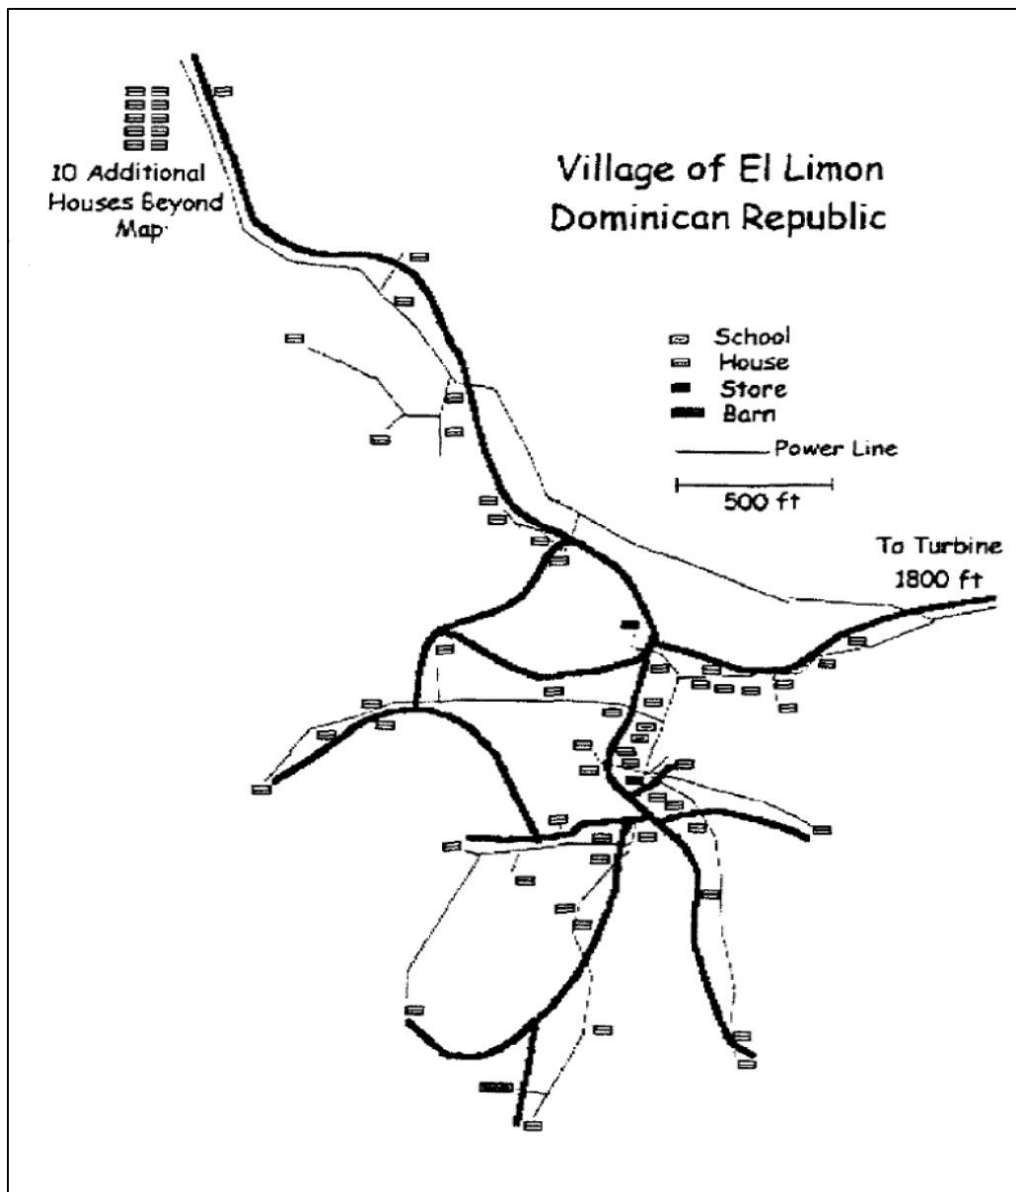 Village of El Limon
Dominican Republic
10 Additional
Houses Beyond
Map
School
House
Store
Barn
Power Line
500 ft
To Turbine
1800 ft